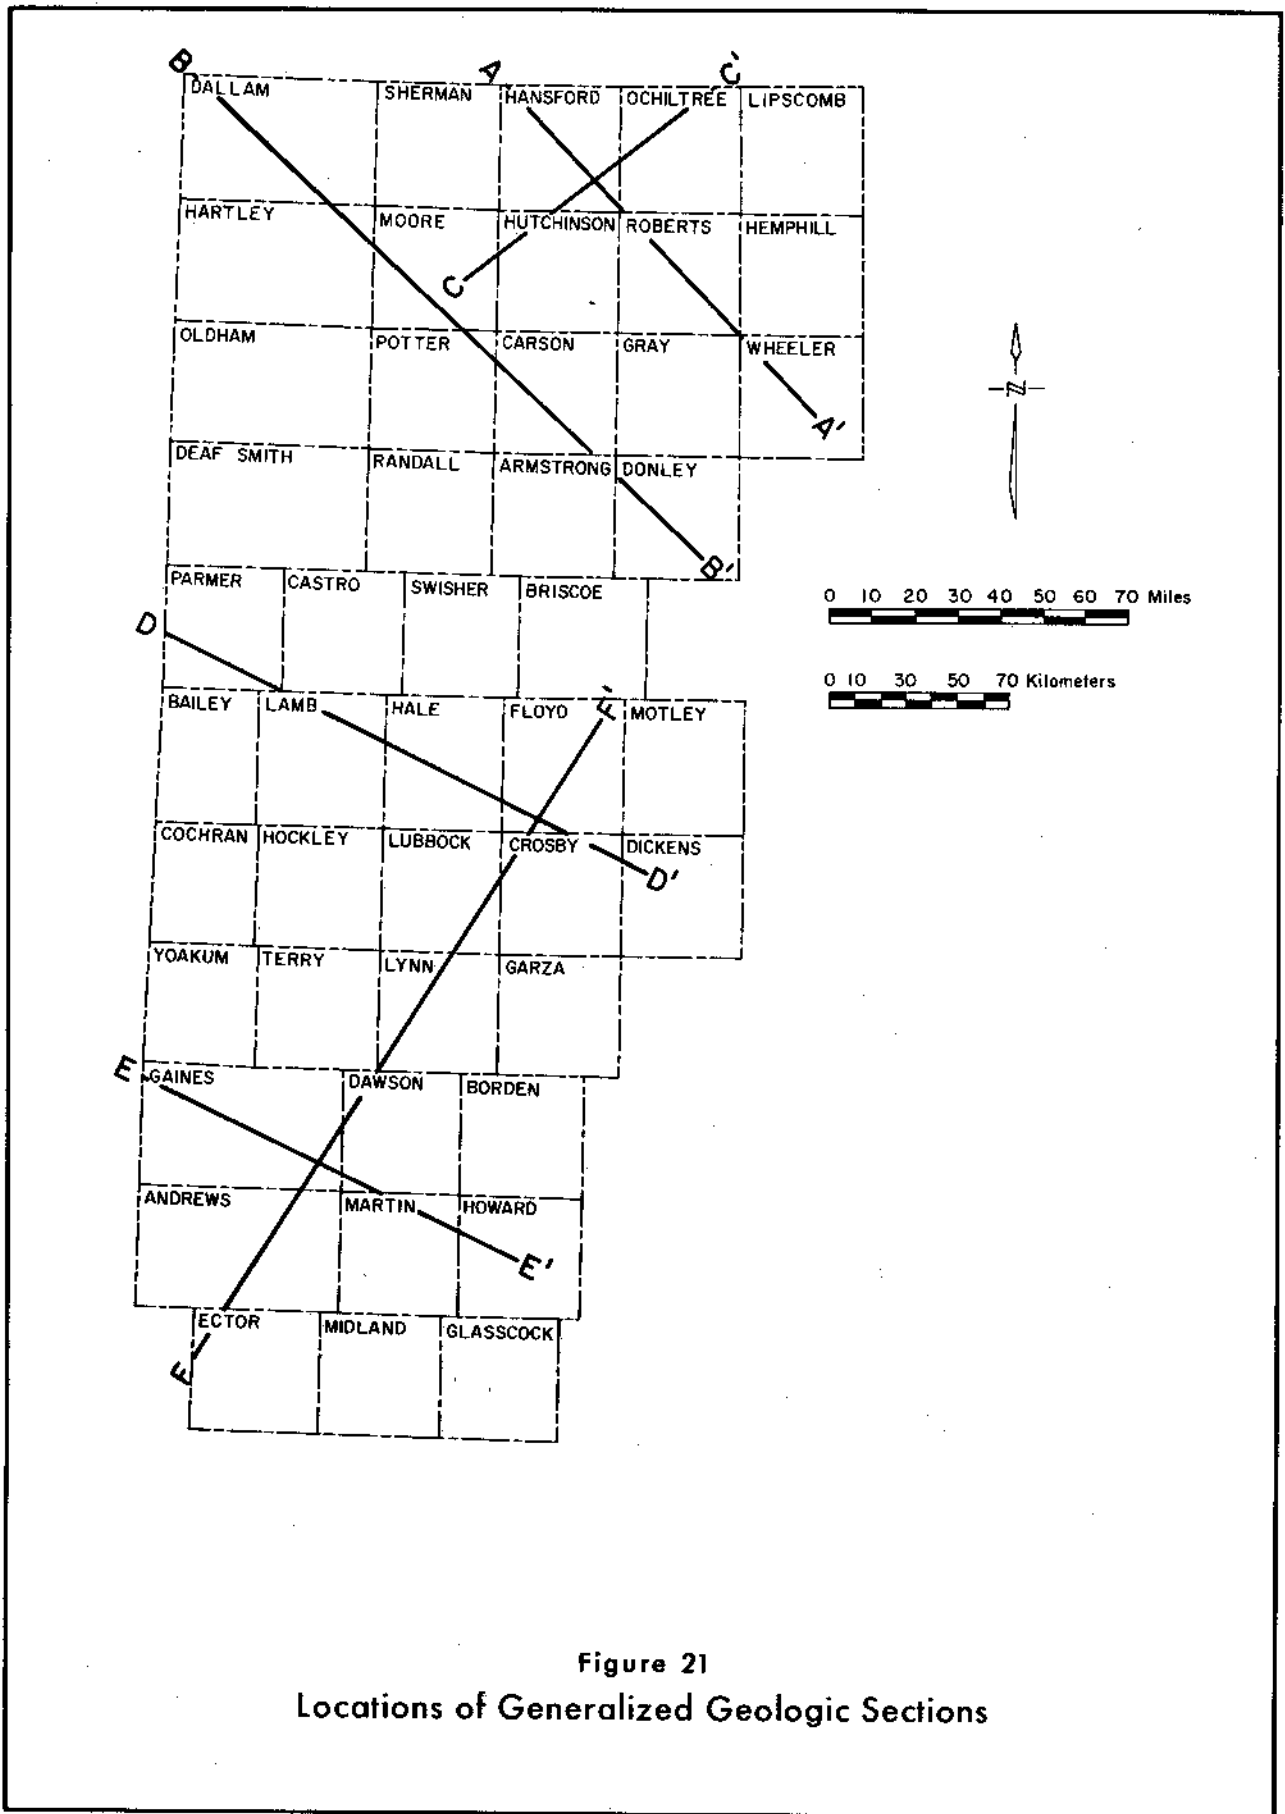 B A C'
DALLAM SHERMAN HANSFORD OCHILTREE LIPSCOMB
HARTLEY MOORE HUTCHINSON ROBERTS HEMPHILL
C
OLDHAM POTTER CARSON GRAY WHEELER
N
A'
DEAF SMITH RANDALL ARMSTRONG DONLEY
B'
PARMER CASTRO SWISHER BRISCOE
0 10 20 30 40 50 60 70 Miles
D
0 10 30 50 70 Kilometers
BAILEY LAMB HALE FLOYD F' MOTLEY
COCHRAN HOCKLEY LUBBOCK CROSBY DICKENS
D'
YOAKUM TERRY LYNN GARZA
E GAINES DAWSON BORDEN
ANDREWS MARTIN HOWARD
E'
ECTOR MIDLAND GLASSCOCK
F
Figure 21
Locations of Generalized Geologic Sections